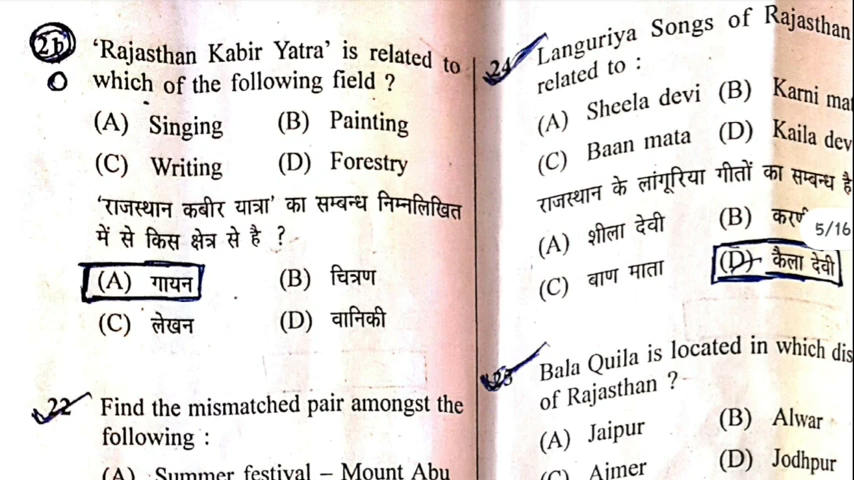 21
'Rajasthan Kabir Yatra' is related to
which of the following field ?
(A) Singing (B) Painting
(C) Writing (D) Forestry
'राजस्थान कबीर यात्रा' का सम्बन्ध निम्नलिखित
में से किस क्षेत्र से है ?
(A) गायन (B) चित्रण
(C) लेखन (D) वानिकी
22 Find the mismatched pair amongst the
following :
(A) Summer festival – Mount Abu
24 Languriya Songs of Rajasthan
related to :
(A) Sheela devi (B) Karni
(C) Baan mata (D) Kaila
राजस्थान के लांगूरिया गीतों का सम्बन्ध है
(A) शीला देवी (B)
(C) बाण माता (D) कैला देवी
5/16
Bala Quila is located in which
of Rajasthan ?
(A) Jaipur (B) Alwar
(C) Ajmer (D) Jodhpur